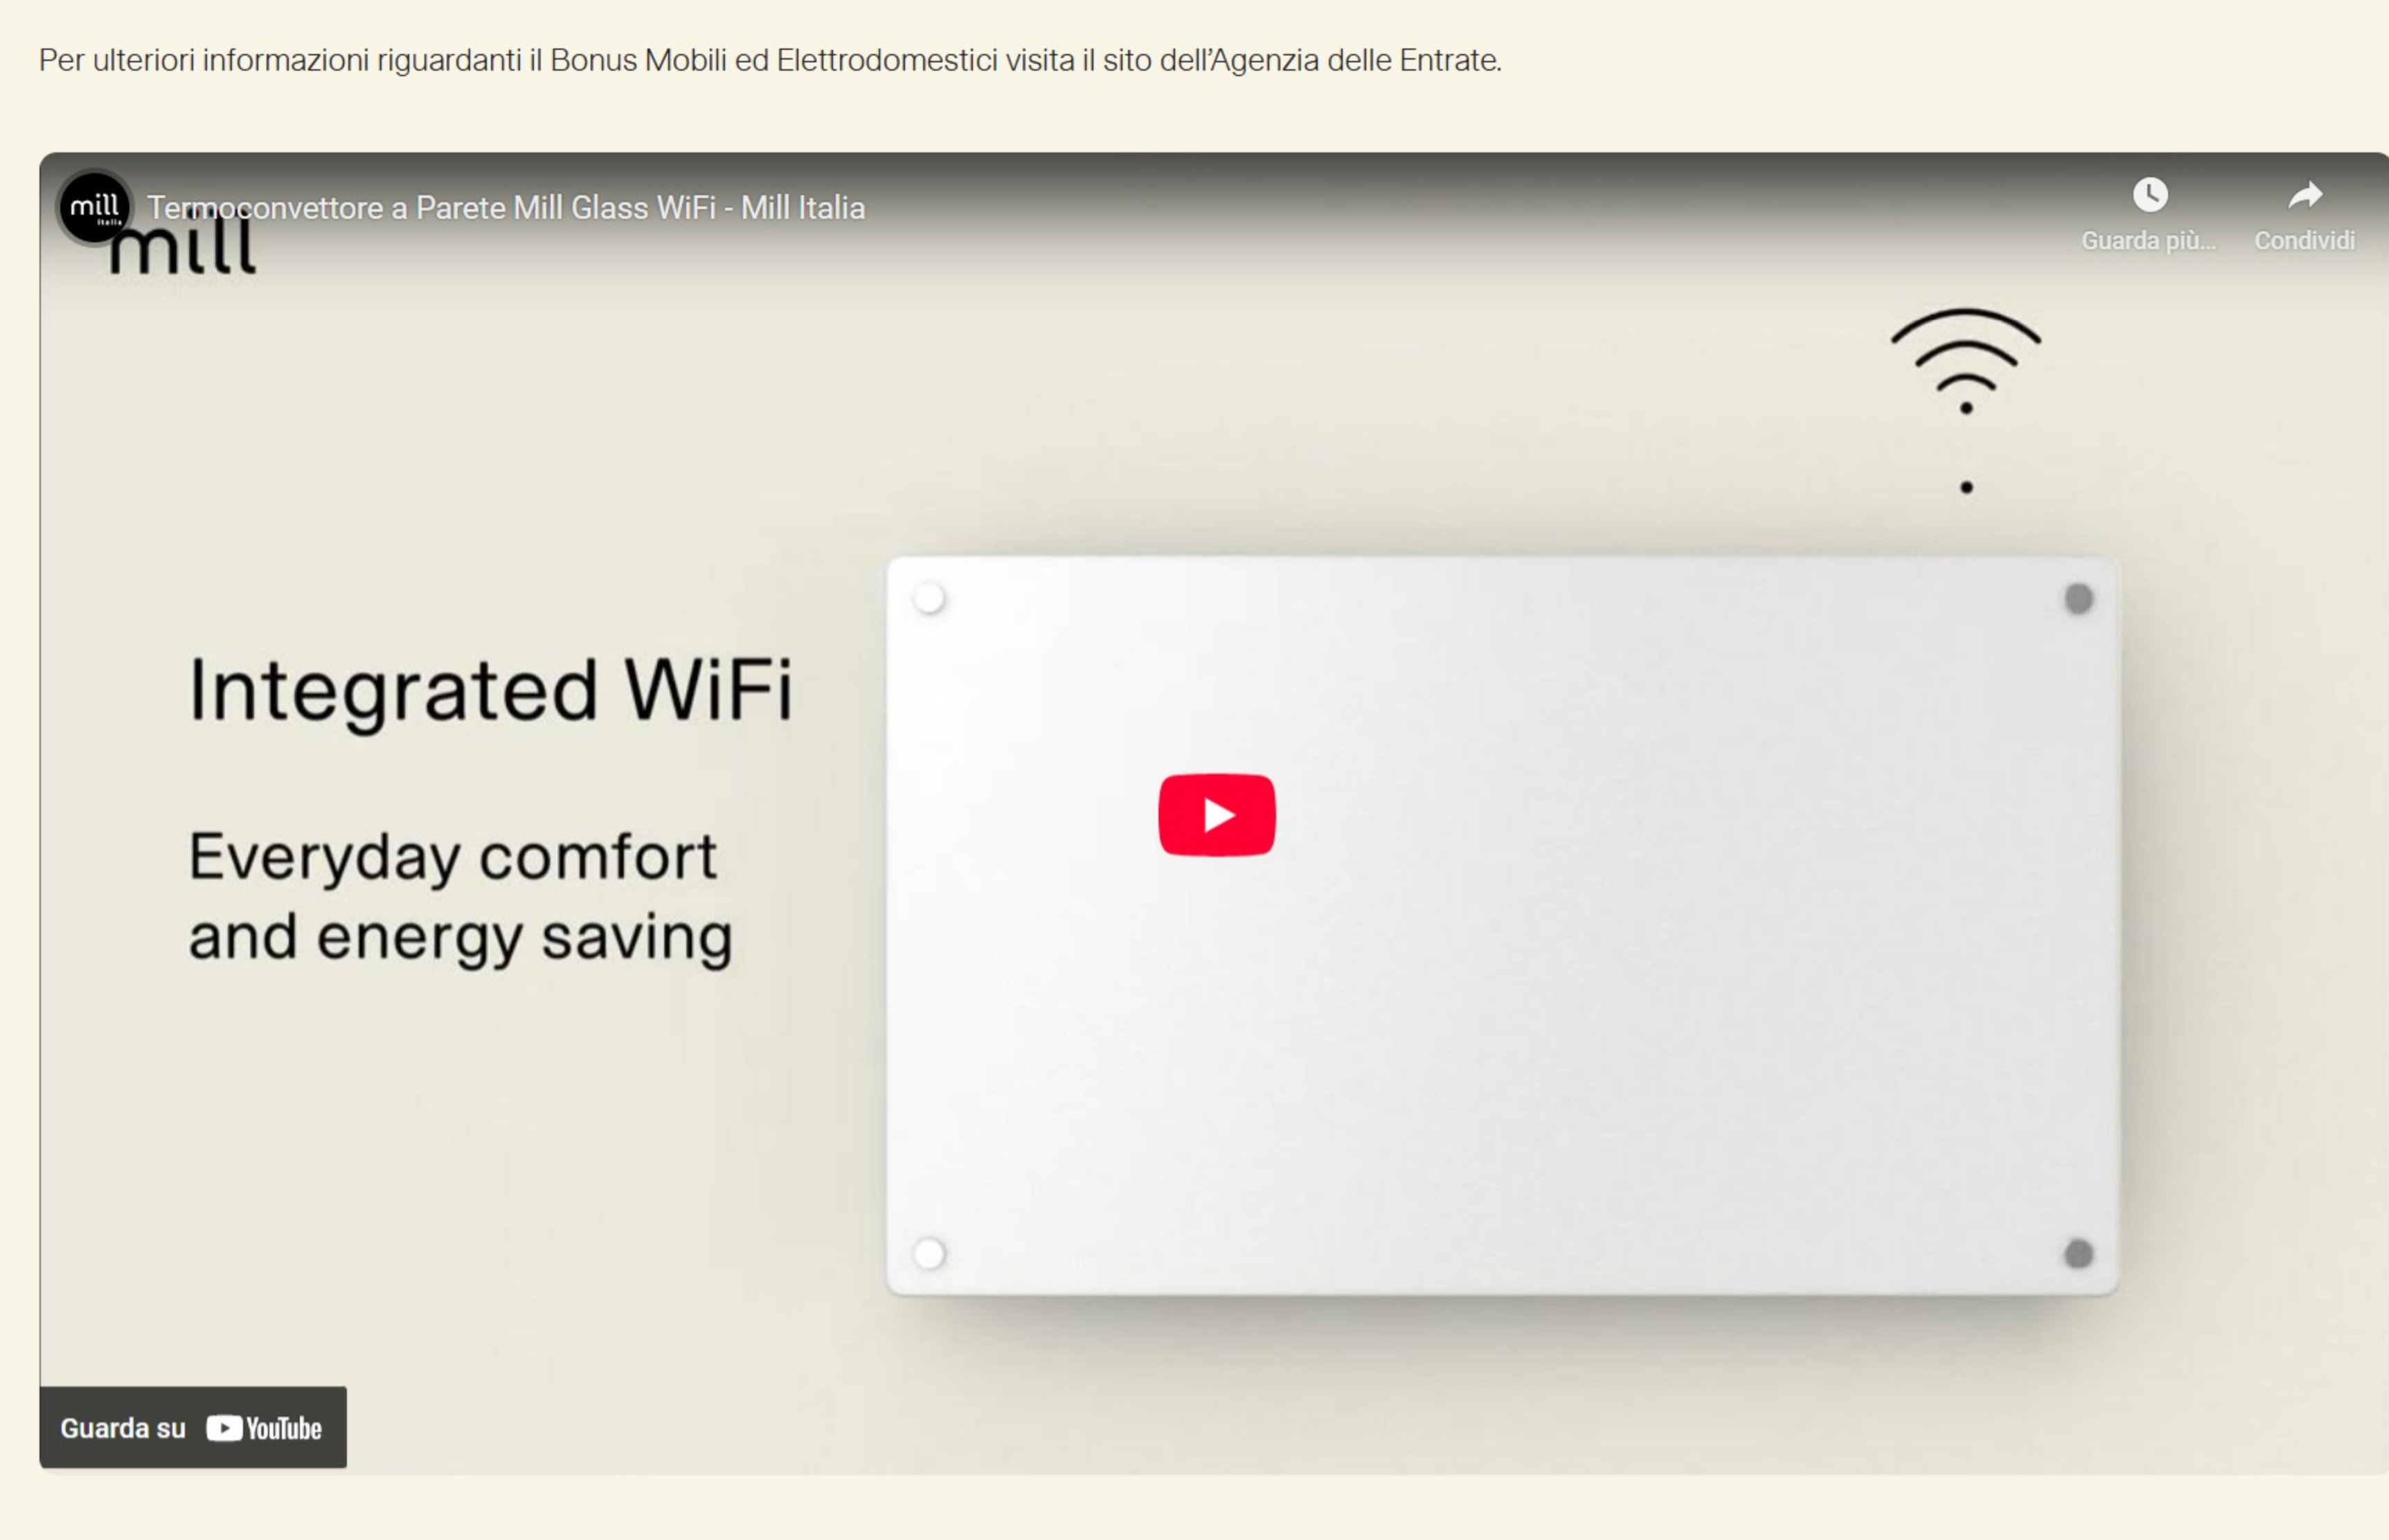 Per ulteriori informazioni riguardanti il Bonus Mobili ed Elettrodomestici visita il sito dell’Agenzia delle Entrate.
mill
Italia
Termoconvettore a Parete Mill Glass WiFi - Mill Italia
Guarda più...
Condividi
mill
Integrated WiFi
Everyday comfort
and energy saving
Guarda su YouTube